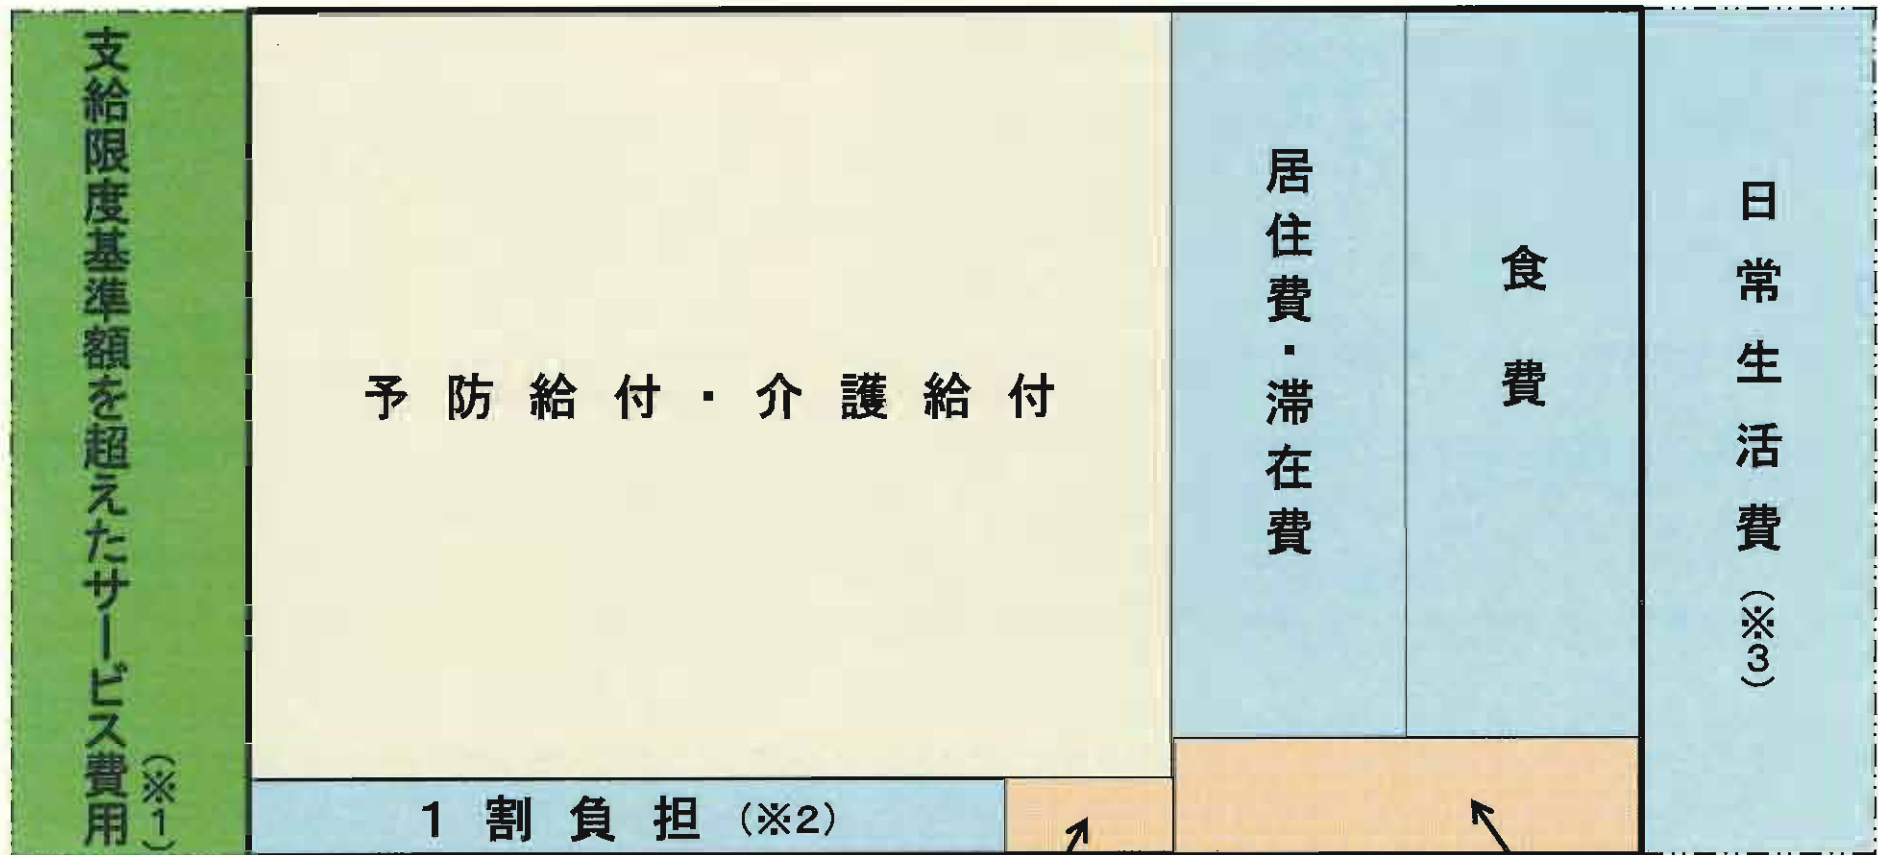 支給限度基準額を超えたサービス費用
（※1）
予防給付・介護給付
1割負担（※2）
居住費・滞在費
食費
日常生活費（※3）